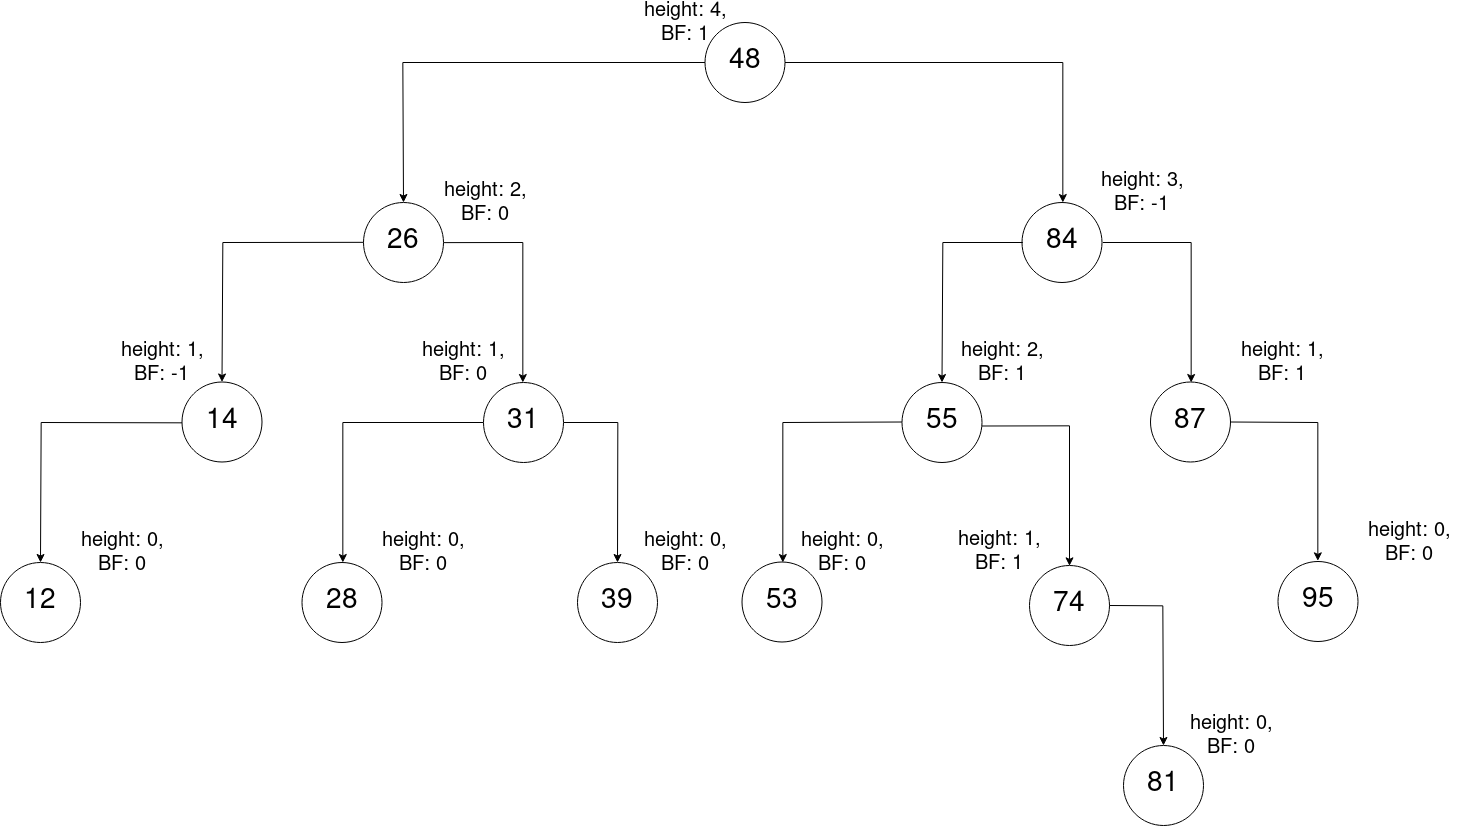 height: 4,
BF: 1
48
height: 2,
BF: 0
26
height: 3,
BF: -1
84
height: 1,
BF: -1
14
height: 1,
BF: 0
31
height: 2,
BF: 1
55
height: 1,
BF: 1
87
height: 0,
BF: 0
12
height: 0,
BF: 0
28
height: 0,
BF: 0
39
height: 0,
BF: 0
53
height: 1,
BF: 1
74
height: 0,
BF: 0
95
height: 0,
BF: 0
81